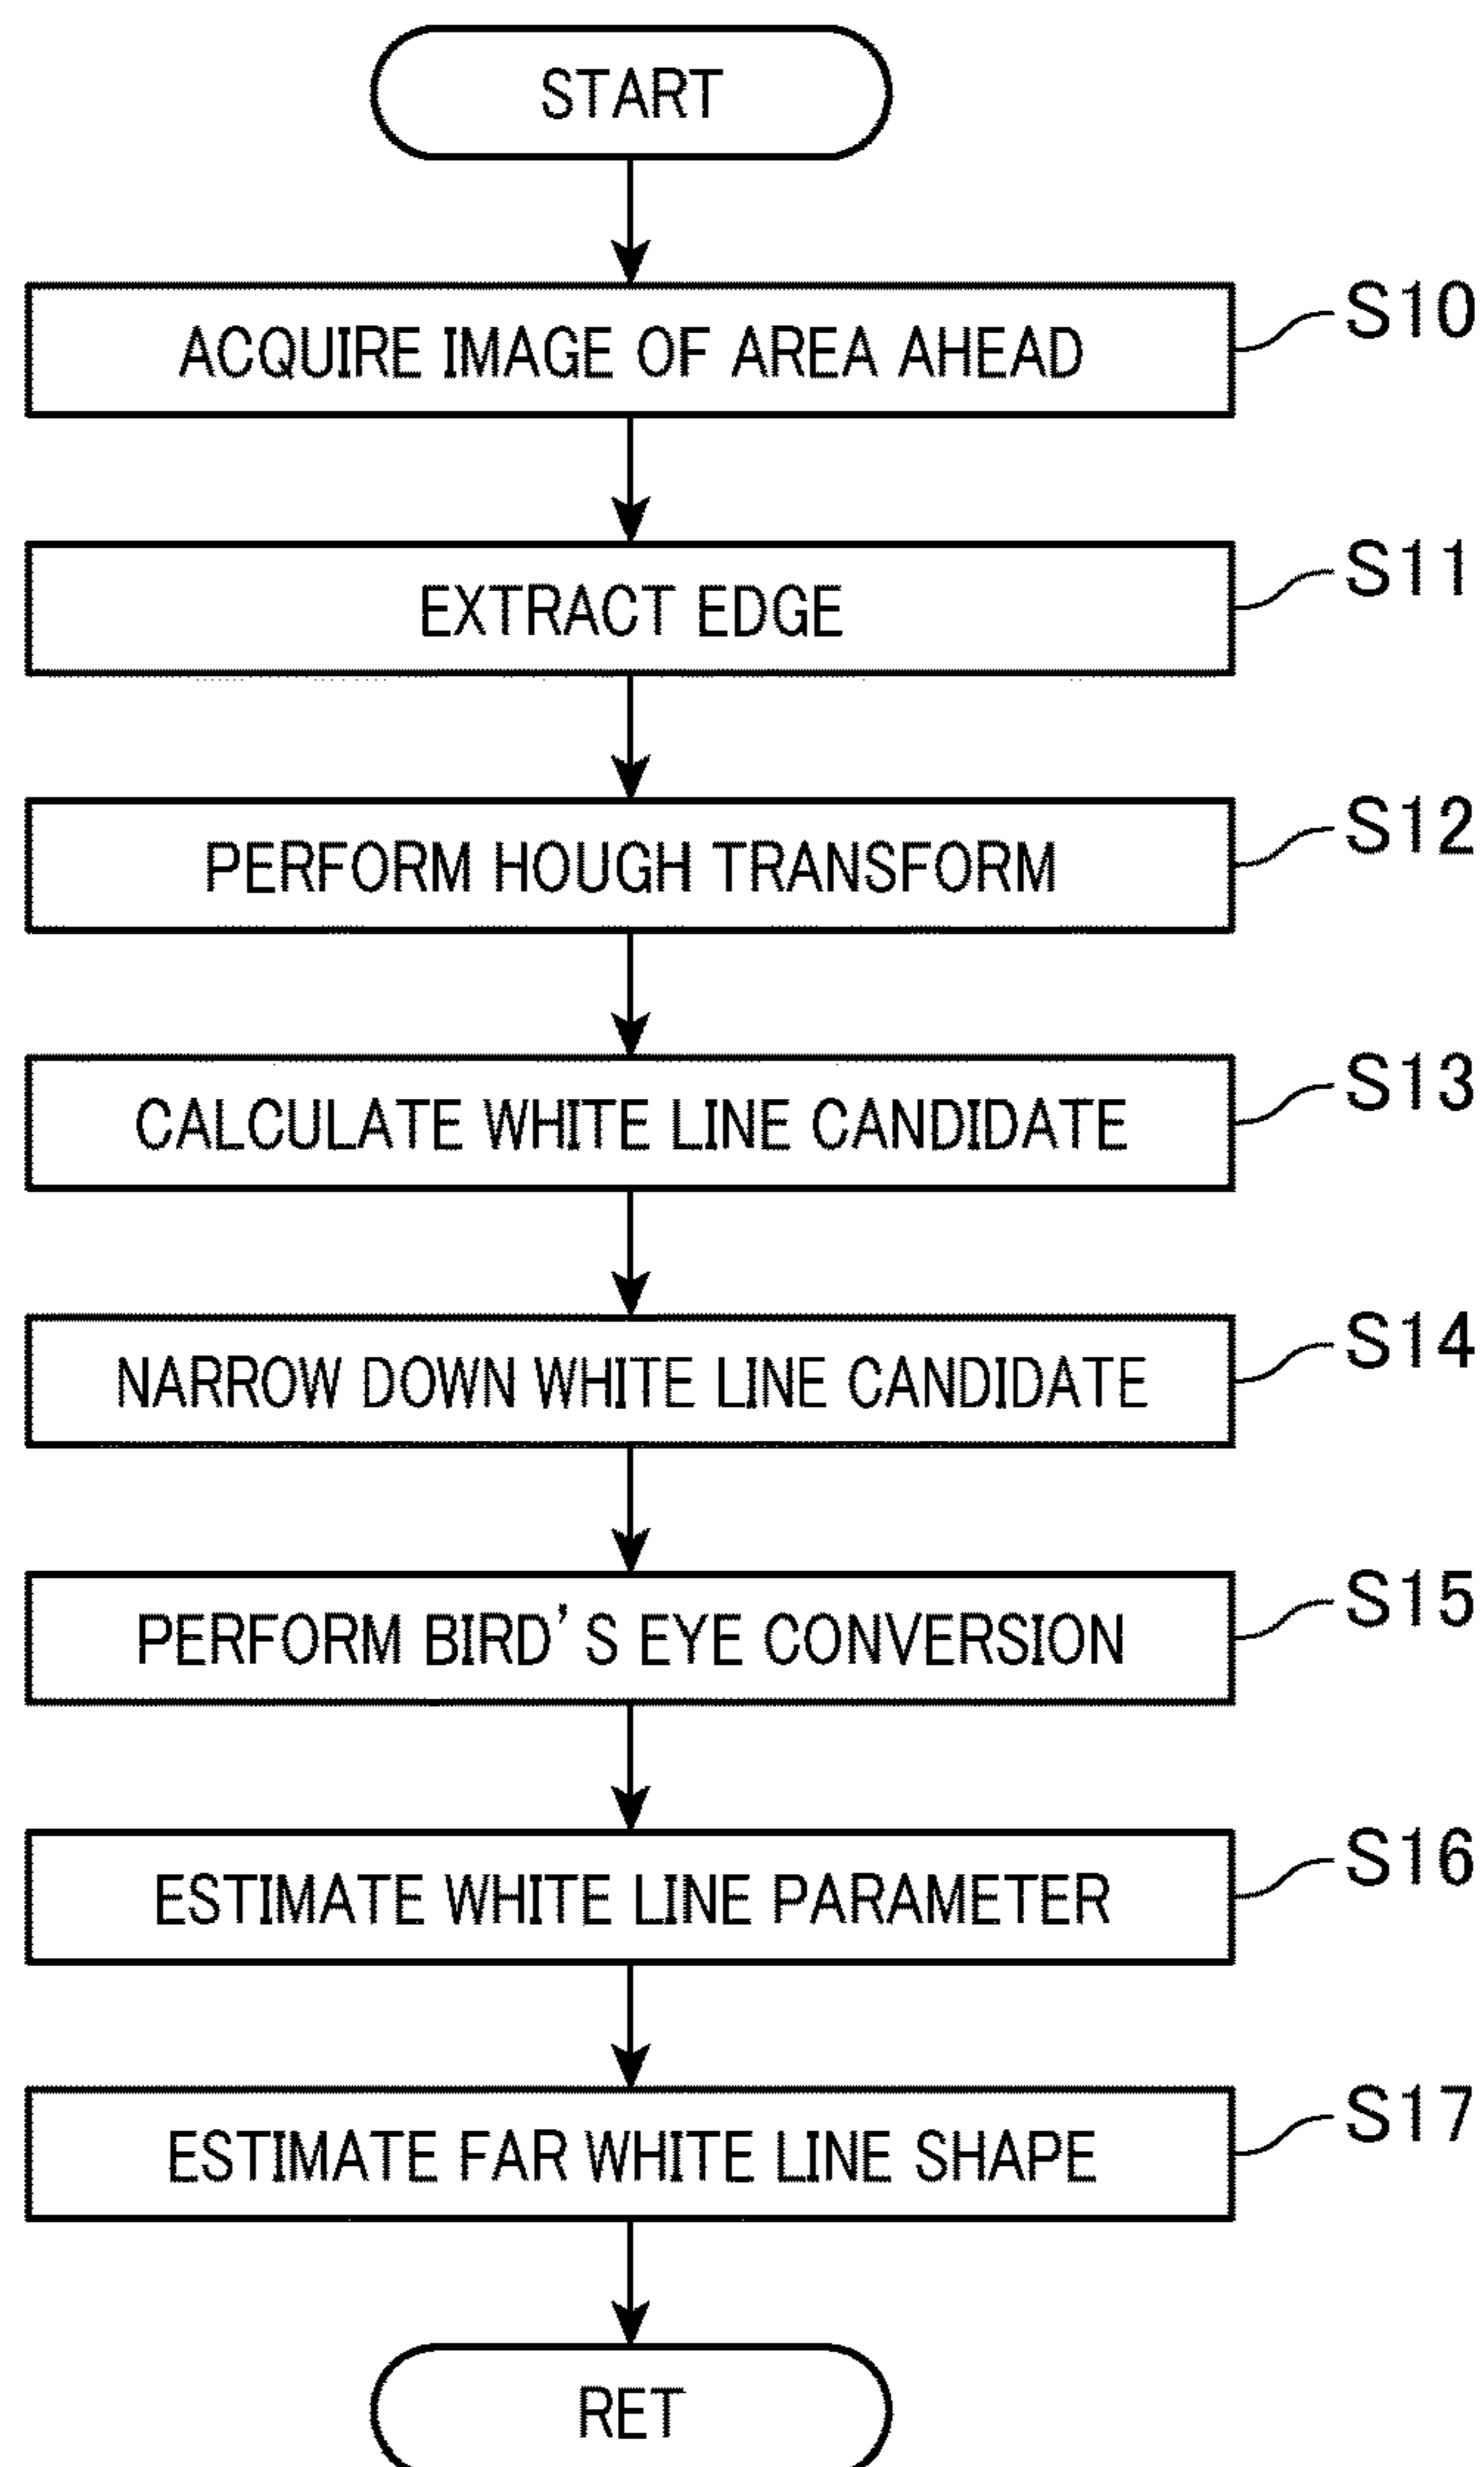 START
ACQUIRE IMAGE OF AREA AHEAD
S10
EXTRACT EDGE
S11
PERFORM HOUGH TRANSFORM
S12
CALCULATE WHITE LINE CANDIDATE
S13
NARROW DOWN WHITE LINE CANDIDATE
S14
PERFORM BIRD'S EYE CONVERSION
S15
ESTIMATE WHITE LINE PARAMETER
S16
ESTIMATE FAR WHITE LINE SHAPE
S17
RET